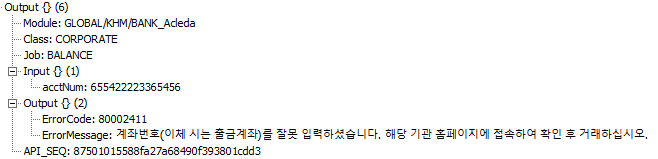 Output {} (6)
Module: GLOBAL/KHM/BANK_Acleda
Class: CORPORATE
Job: BALANCE
Input {} (1)
acctNum: 655422223365456
Output {} (2)
ErrorCode: 80002411
ErrorMessage: 계좌번호(이체 시는 출금계좌)를 잘못 입력하셨습니다. 해당 기관 홈페이지에 접속하여 확인 후 거래하십시오.
API_SEQ: 87501015588fa27a68490f393801cdd3